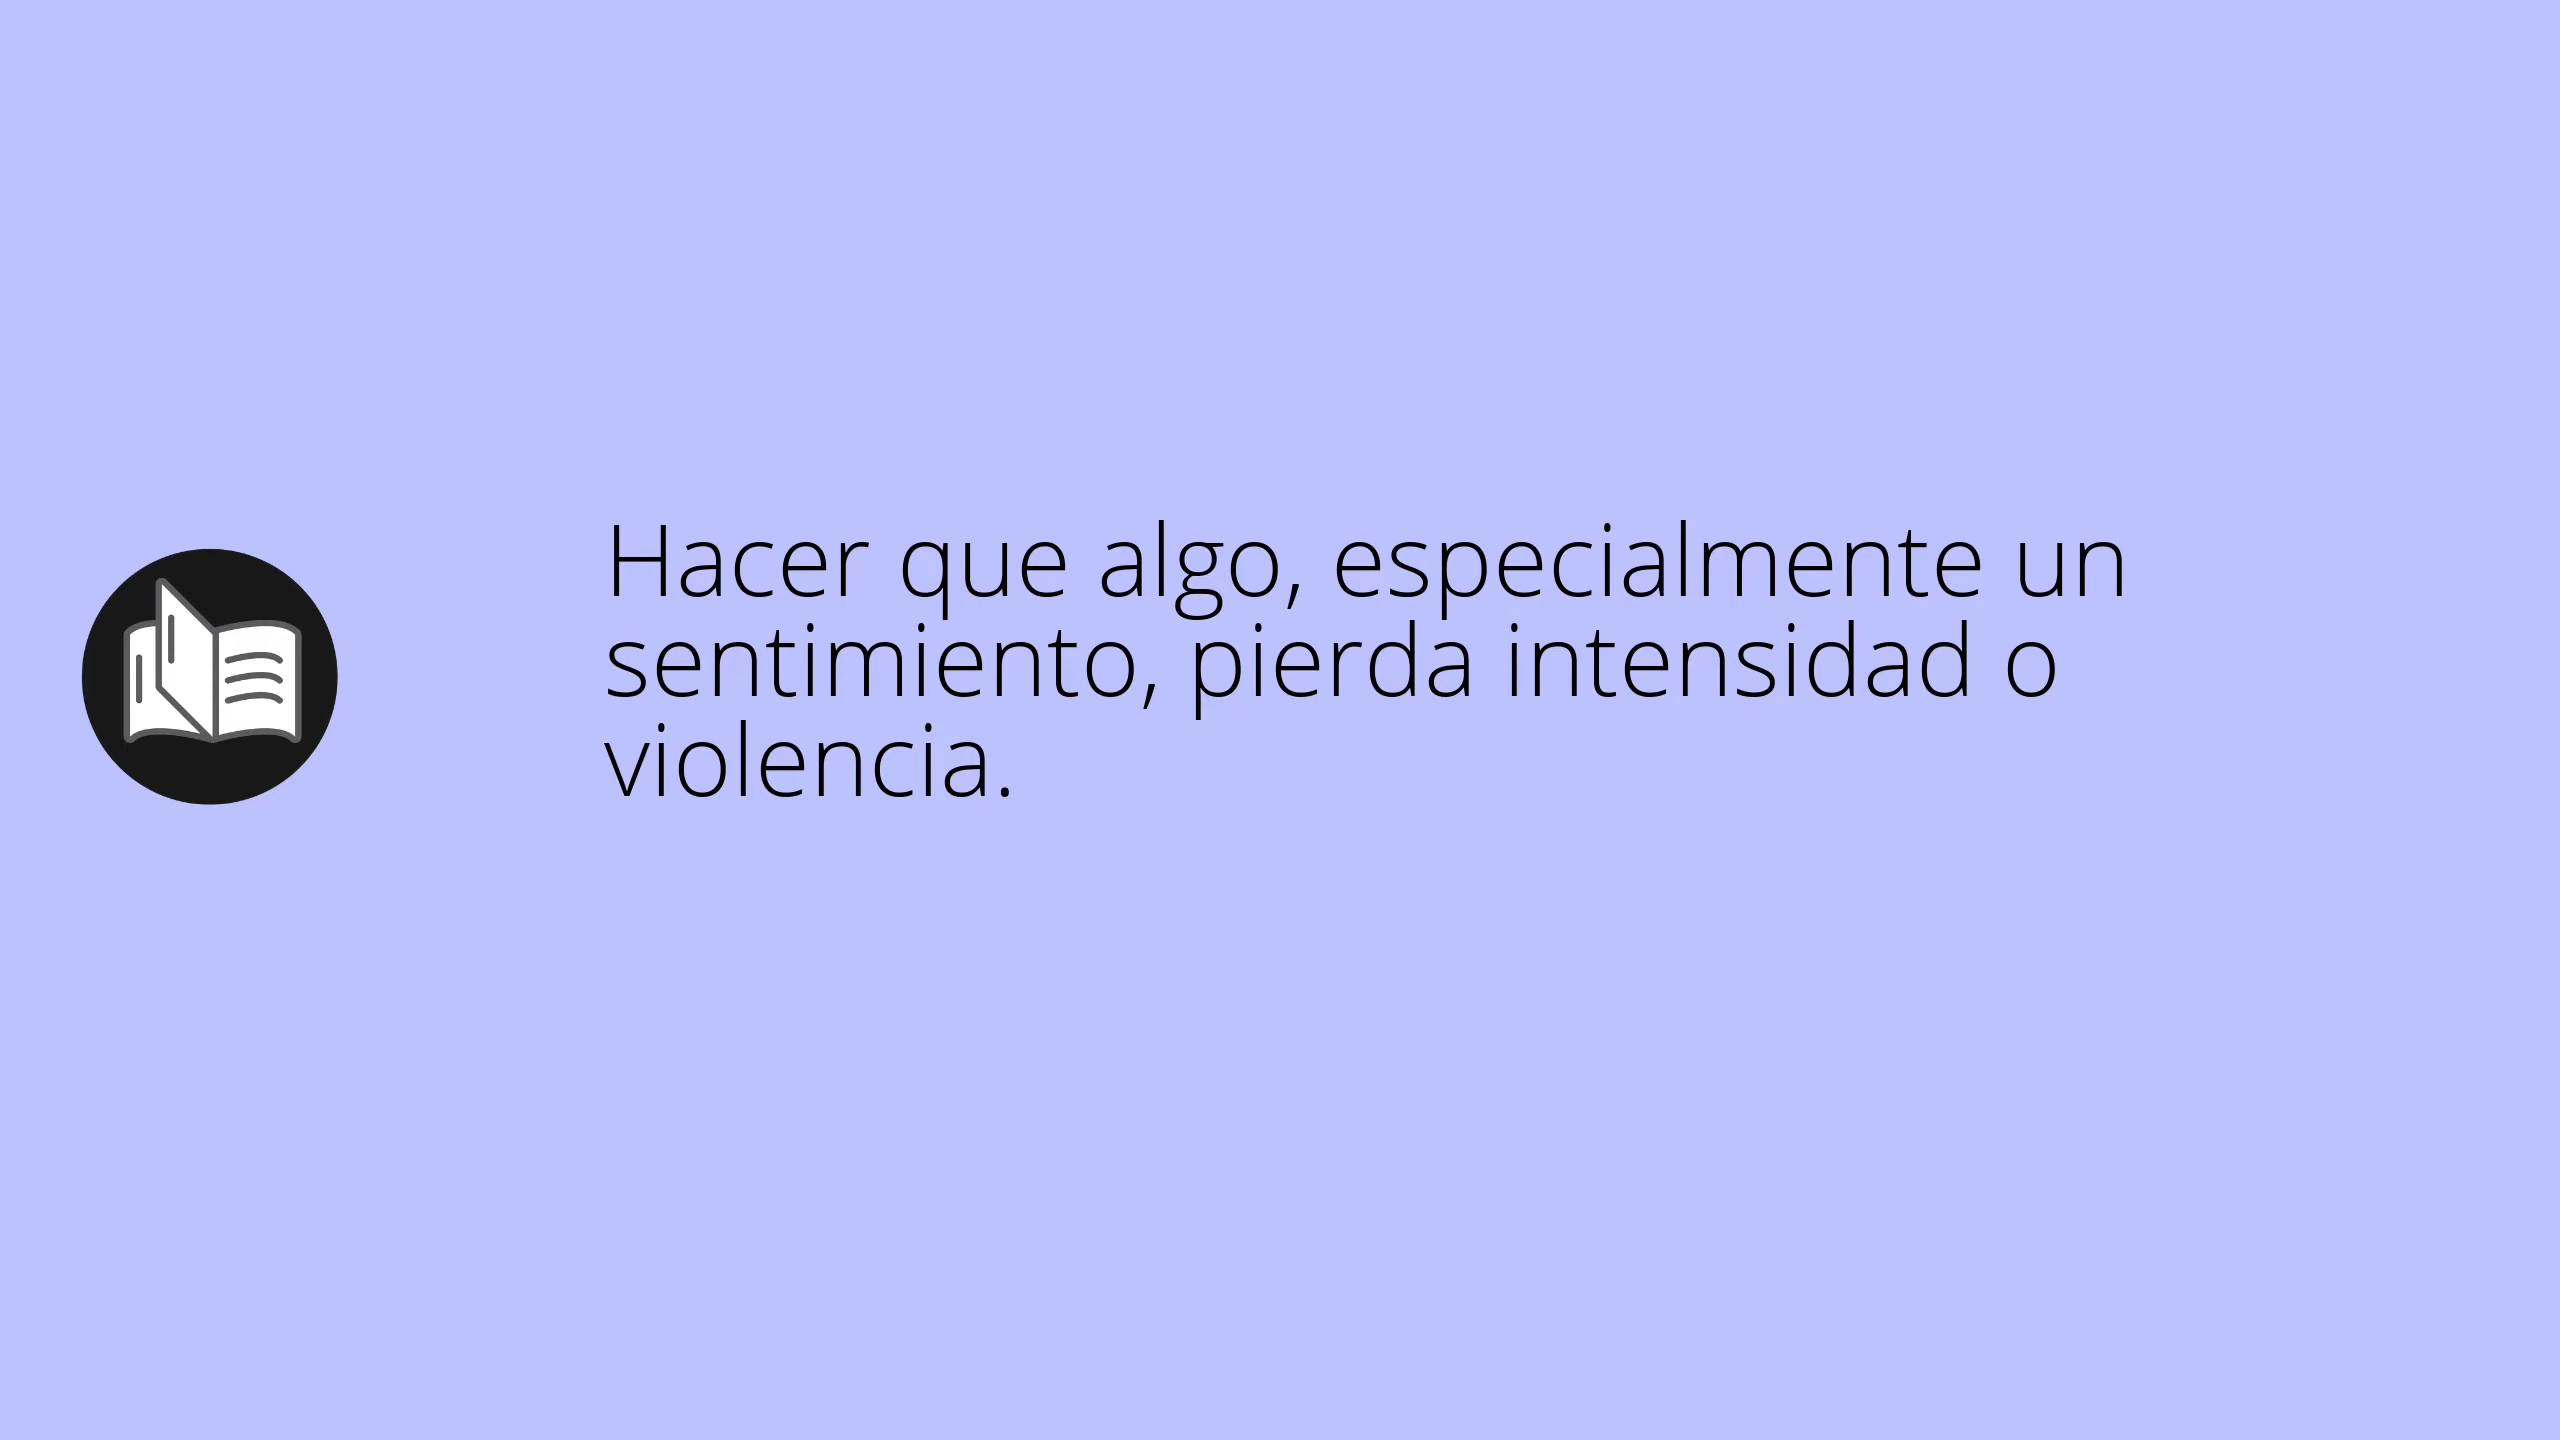 Hacer que algo, especialmente un
sentimiento, pierda intensidad o
violencia.